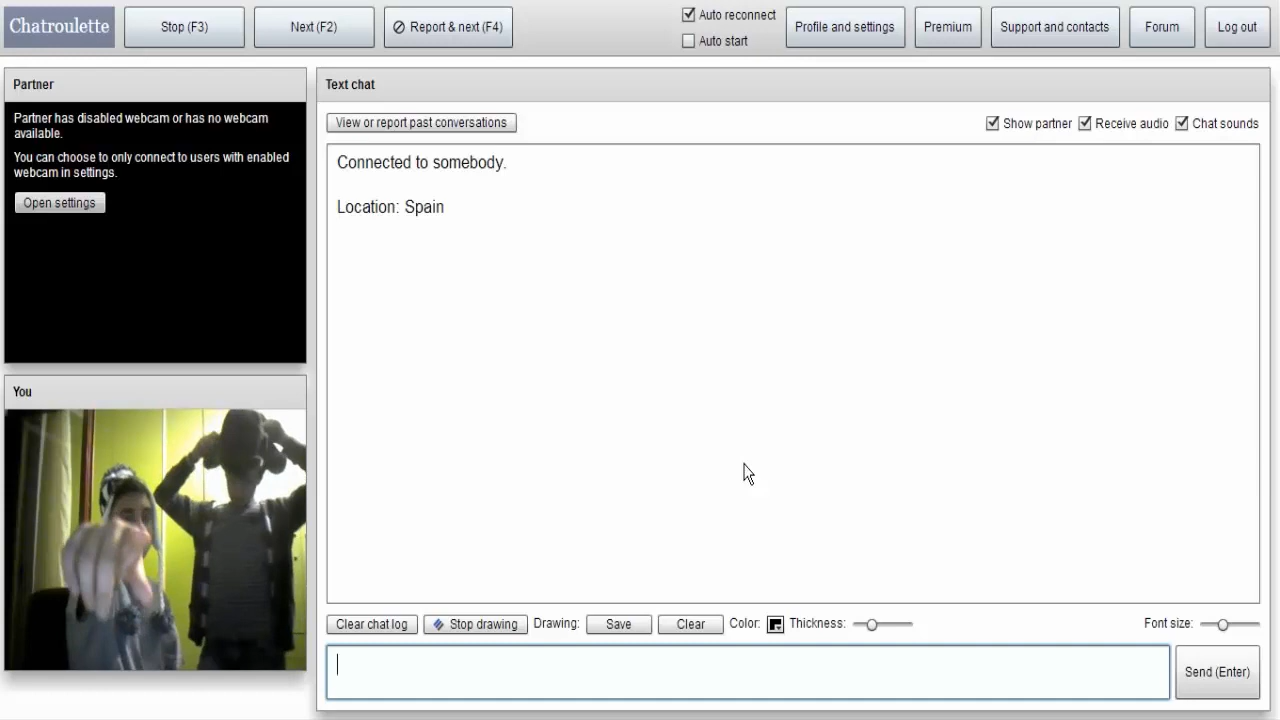 Chatroulette
Stop (F3)
Next (F2)
Report & next (F4)
Auto reconnect
Auto start
Profile and settings
Premium
Support and contacts
Forum
Log out
Partner
Partner has disabled webcam or has no webcam
available.
You can choose to only connect to users with enabled
webcam in settings.
Open settings
You
Text chat
View or report past conversations
Show partner
Receive audio
Chat sounds
Connected to somebody.
Location: Spain
Clear chat log
Stop drawing
Drawing:
Save
Clear
Color:
Thickness:
Font size:
Send (Enter)